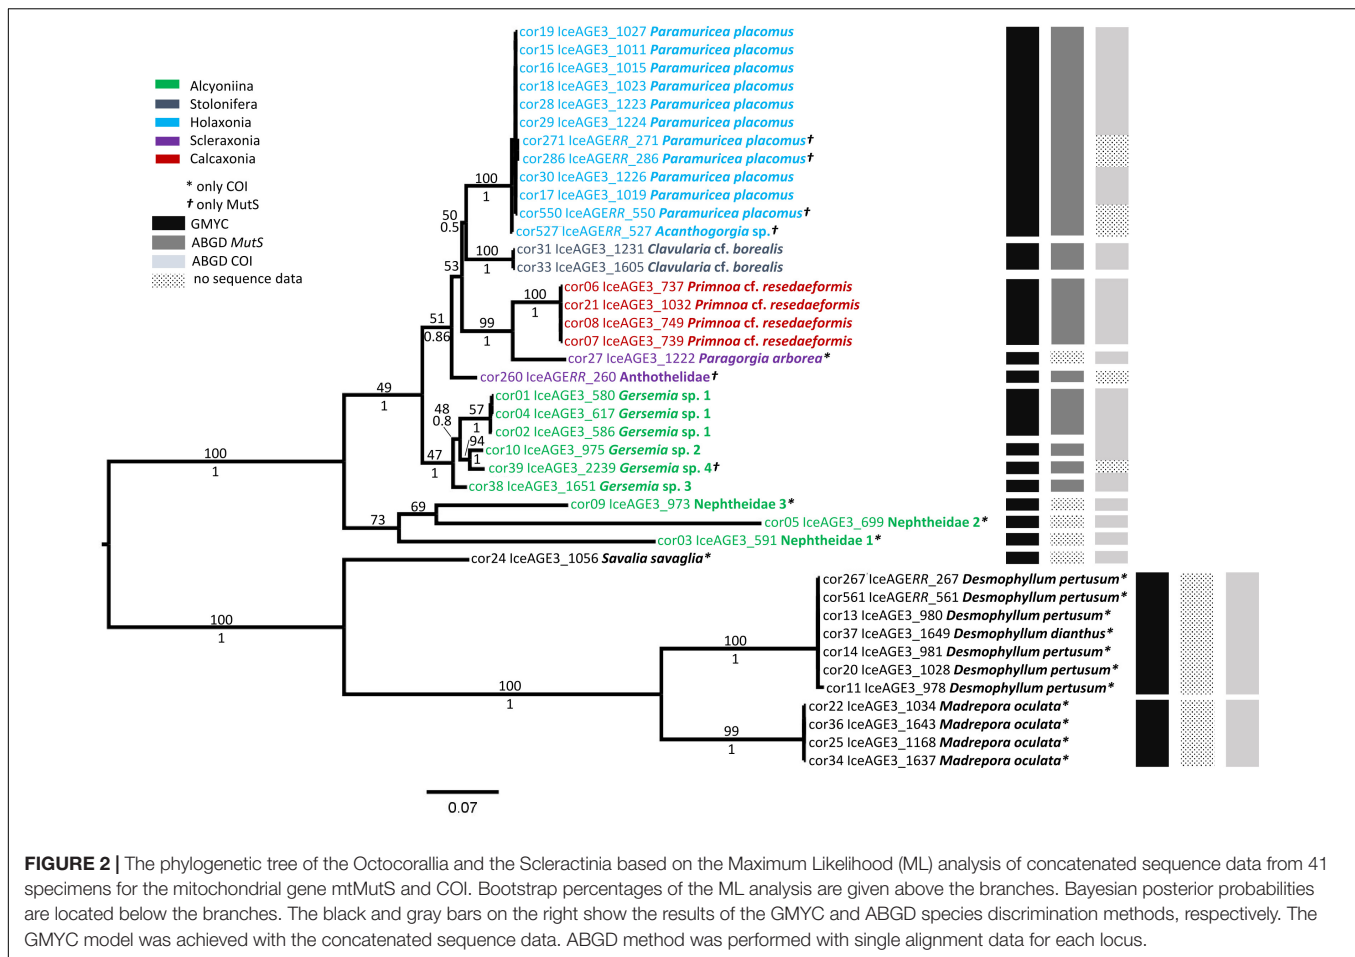 cor19 IceAGE3_1027 Paramuricea placomus
cor15 IceAGE3_1011 Paramuricea placomus
cor16 IceAGE3_1015 Paramuricea placomus
cor18 IceAGE3_1023 Paramuricea placomus
cor28 IceAGE3_1223 Paramuricea placomus
cor29 IceAGE3_1224 Paramuricea placomus
cor271 IceAGERR_271 Paramuricea placomus†
cor286 IceAGERR_286 Paramuricea placomus†
cor30 IceAGE3_1226 Paramuricea placomus
cor17 IceAGE3_1019 Paramuricea placomus
cor550 IceAGERR_550 Paramuricea placomus†
cor527 IceAGERR_527 Acanthogorgia sp.†
cor31 IceAGE3_1231 Clavularia cf. borealis
cor33 IceAGE3_1605 Clavularia cf. borealis
cor06 IceAGE3_737 Primnoa cf. resedaeformis
cor21 IceAGE3_1032 Primnoa cf. resedaeformis
cor08 IceAGE3_749 Primnoa cf. resedaeformis
cor07 IceAGE3_739 Primnoa cf. resedaeformis
cor27 IceAGE3_1222 Paragorgia arborea*
cor260 IceAGERR_260 Anthothelidae†
cor01 IceAGE3_580 Gersemia sp. 1
cor04 IceAGE3_617 Gersemia sp. 1
cor02 IceAGE3_586 Gersemia sp. 1
cor10 IceAGE3_975 Gersemia sp. 2
cor39 IceAGE3_2239 Gersemia sp. 4†
cor38 IceAGE3_1651 Gersemia sp. 3
cor09 IceAGE3_973 Nephtheidae 3*
cor05 IceAGE3_699 Nephtheidae 2*
cor03 IceAGE3_591 Nephtheidae 1*
cor24 IceAGE3_1056 Savalia savaglia*
cor267 IceAGERR_267 Desmophyllum pertusum*
cor561 IceAGERR_561 Desmophyllum pertusum*
cor13 IceAGE3_980 Desmophyllum pertusum*
cor37 IceAGE3_1649 Desmophyllum dianthus*
cor14 IceAGE3_981 Desmophyllum pertusum*
cor20 IceAGE3_1028 Desmophyllum pertusum*
cor11 IceAGE3_978 Desmophyllum pertusum*
cor22 IceAGE3_1034 Madrepora oculata*
cor36 IceAGE3_1643 Madrepora oculata*
cor25 IceAGE3_1168 Madrepora oculata*
cor34 IceAGE3_1637 Madrepora oculata*
Alcyoniina
Stolonifera
Holaxonia
Scleraxonia
Calcaxonia
* only COI
† only MutS
GMYC
ABGD MutS
ABGD COI
no sequence data
100
1
50
0.5
100
1
53
100
1
99
1
51
0.86
49
1
48
0.8
57
1
94
1
47
1
100
1
69
73
100
1
100
1
100
1
99
1
0.07
FIGURE 2 | The phylogenetic tree of the Octocorallia and the Scleractinia based on the Maximum Likelihood (ML) analysis of concatenated sequence data from 41
specimens for the mitochondrial gene mtMutS and COI. Bootstrap percentages of the ML analysis are given above the branches. Bayesian posterior probabilities
are located below the branches. The black and gray bars on the right show the results of the GMYC and ABGD species discrimination methods, respectively. The
GMYC model was achieved with the concatenated sequence data. ABGD method was performed with single alignment data for each locus.